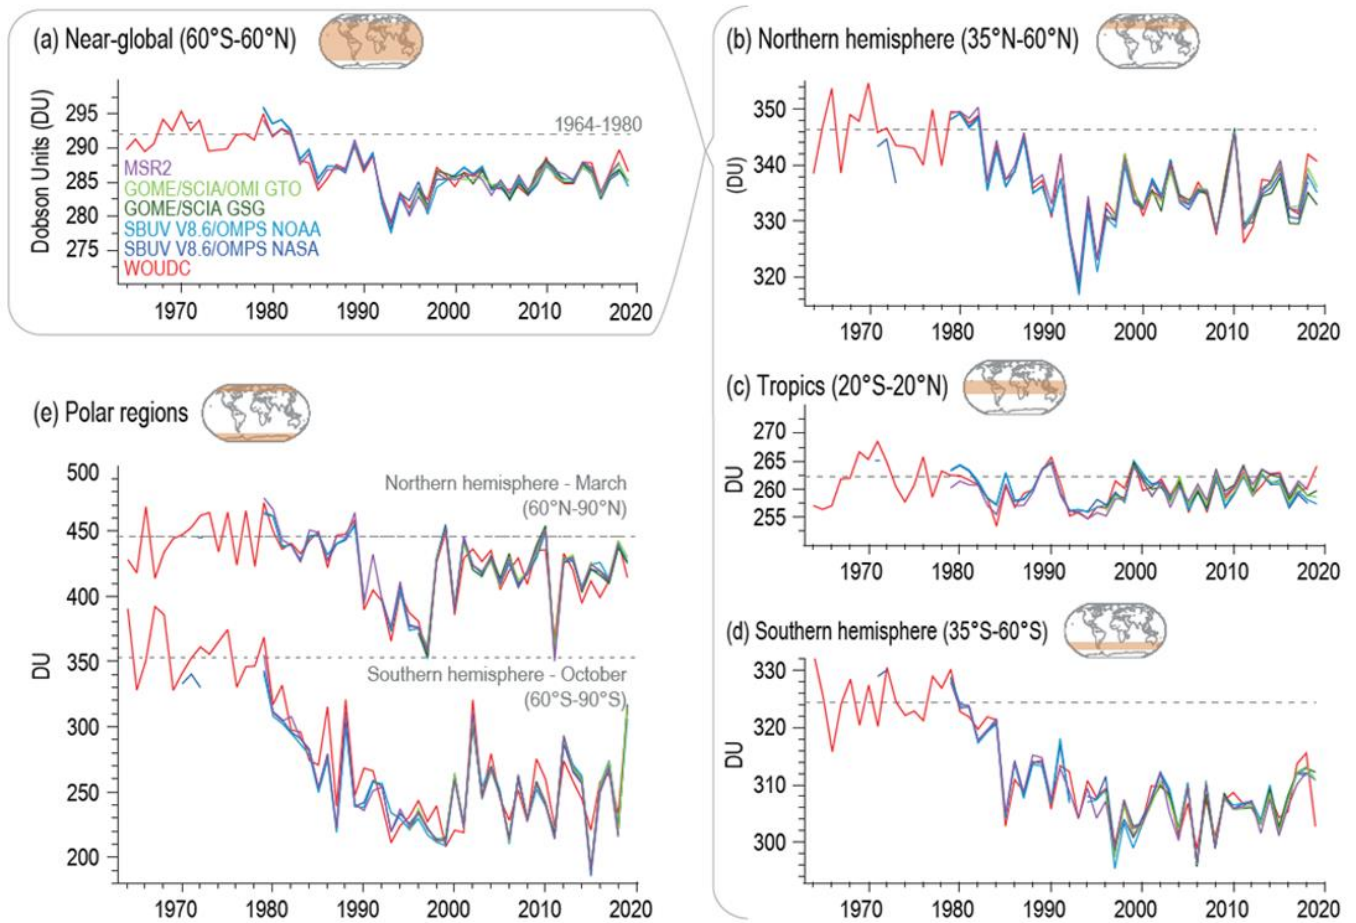 (a) Near-global (60°S-60°N)
Dobson Units (DU)
295
290
285
280
275
1964-1980
MSR2
GOME/SCIA/OMI GTO
GOME/SCIA GSG
SBUV V8.6/OMPS NOAA
SBUV V8.6/OMPS NASA
WOUDC
1970 1980 1990 2000 2010 2020
(b) Northern hemisphere (35°N-60°N)
(DU)
350
340
330
320
1970 1980 1990 2000 2010 2020
(c) Tropics (20°S-20°N)
DU
270
265
260
255
1970 1980 1990 2000 2010 2020
(d) Southern hemisphere (35°S-60°S)
DU
330
320
310
300
1970 1980 1990 2000 2010 2020
(e) Polar regions
DU
500
450
400
350
300
250
200
Northern hemisphere - March
(60°N-90°N)
Southern hemisphere - October
(60°S-90°S)
1970 1980 1990 2000 2010 2020